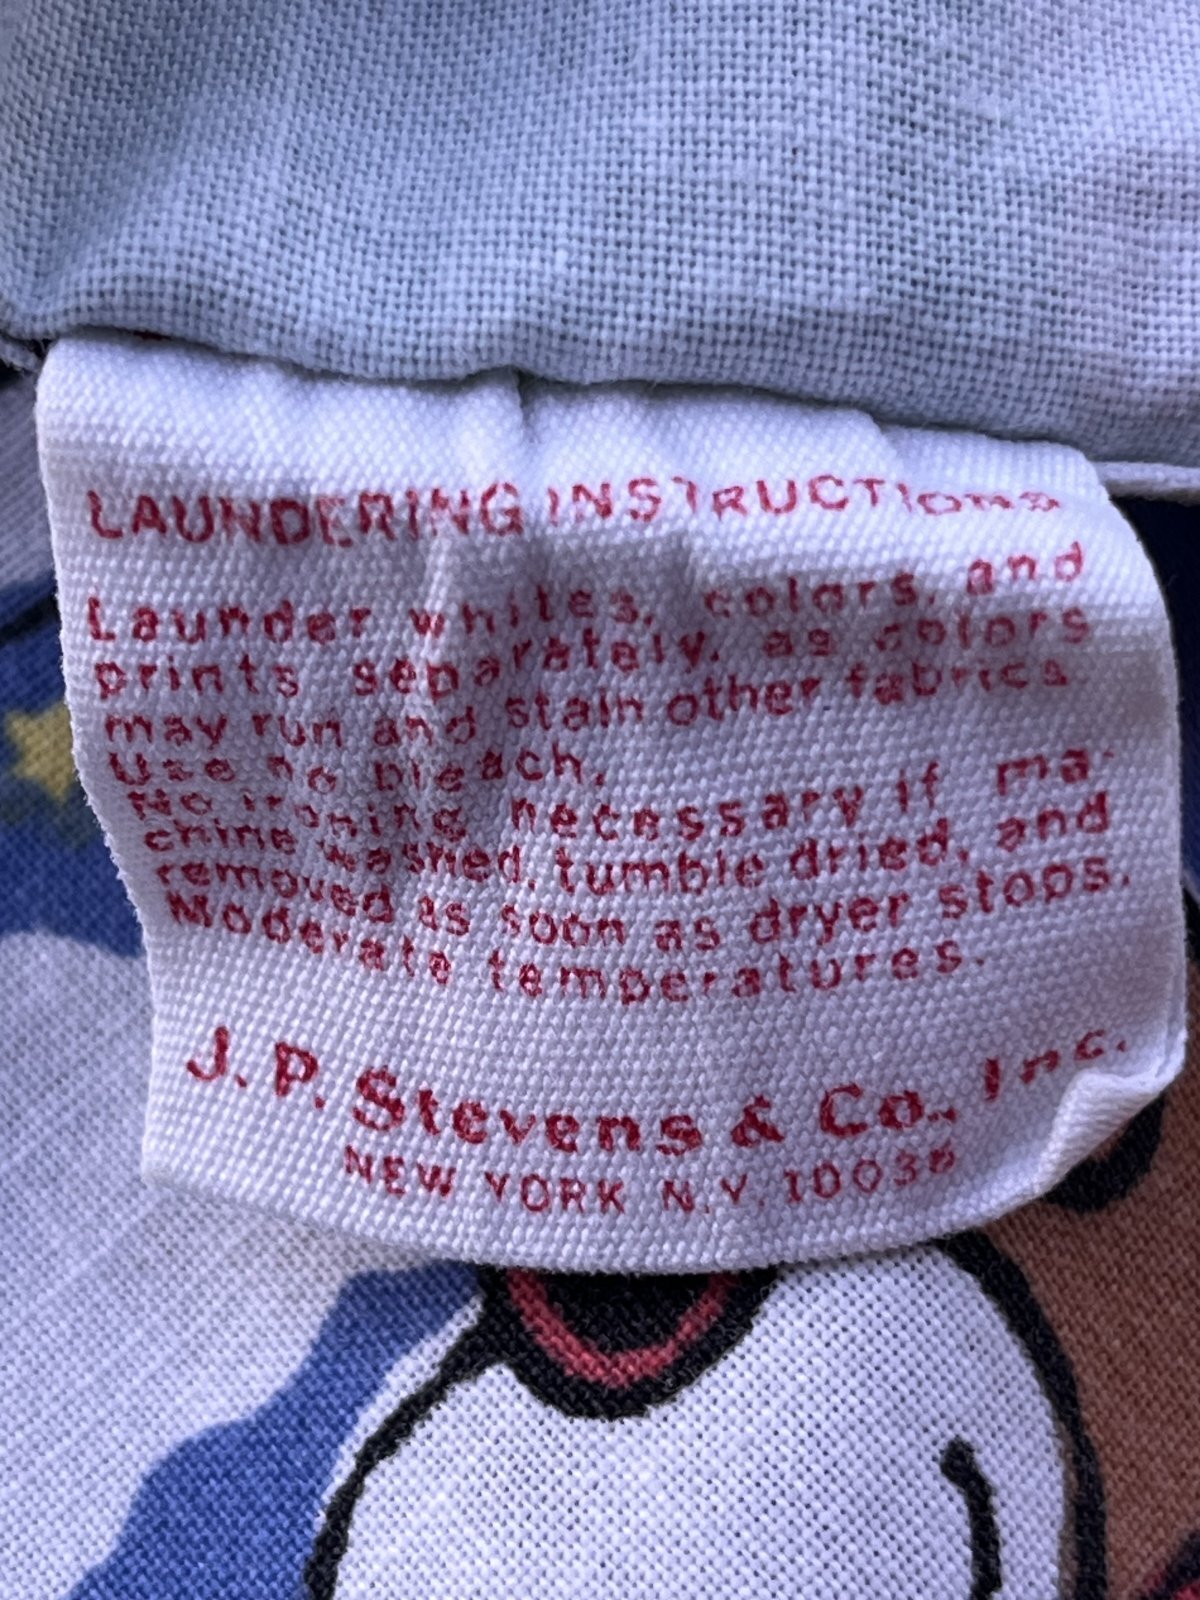 LAUNDERING INSTRUCTIONS
Launder whites, colors, and
prints separately, as colors
may run and stain other fabrics.
Use no bleach.
No ironing necessary if ma-
chine washed, tumble dried, and
removed as soon as dryer stops.
Moderate temperatures.
J.P. Stevens & Co., Inc.
NEW YORK N.Y. 10036